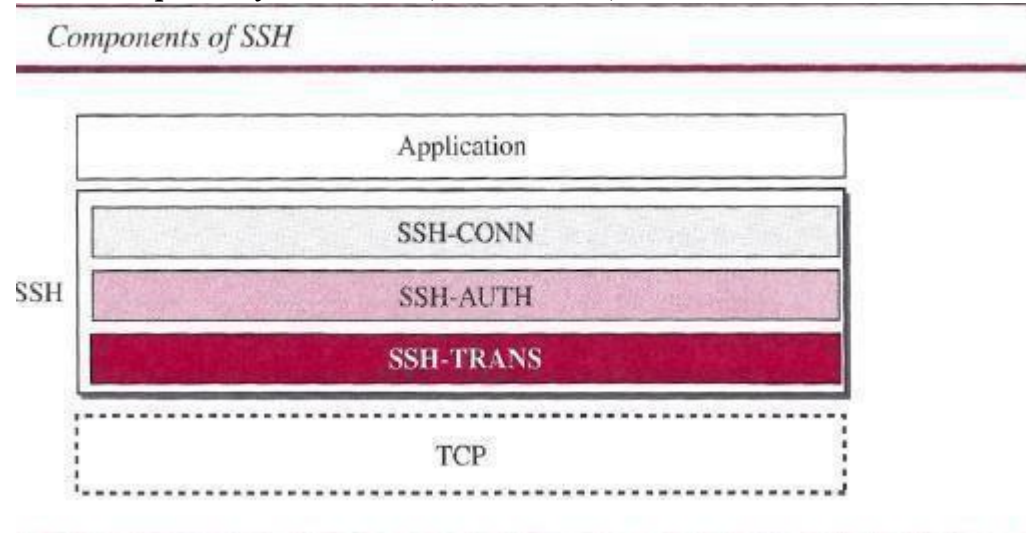 Components of SSH
Application
SSH-CONN
SSH
SSH-AUTH
SSH-TRANS
TCP